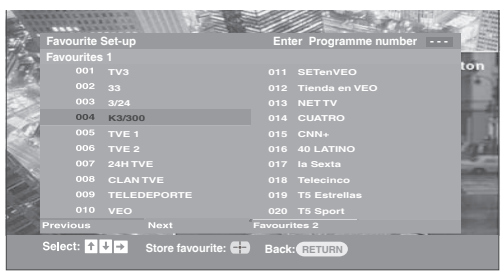 Favourite Set-up Enter Programme number - - -
Favourites 1
ton
001 TV3
002 33
003 3/24
004 K3/300
005 TVE 1
006 TVE 2
007 24H TVE
008 CLAN TVE
009 TELEDEPORTE
010 VEO
011 SETenVEO
012 Tienda en VEO
013 NET TV
014 CUATRO
015 CNN+
016 40 LATINO
017 la Sexta
018 Telecinco
019 T5 Estrellas
020 T5 Sport
Previous Next Favourites 2
Select: Store favourite: Back: RETURN